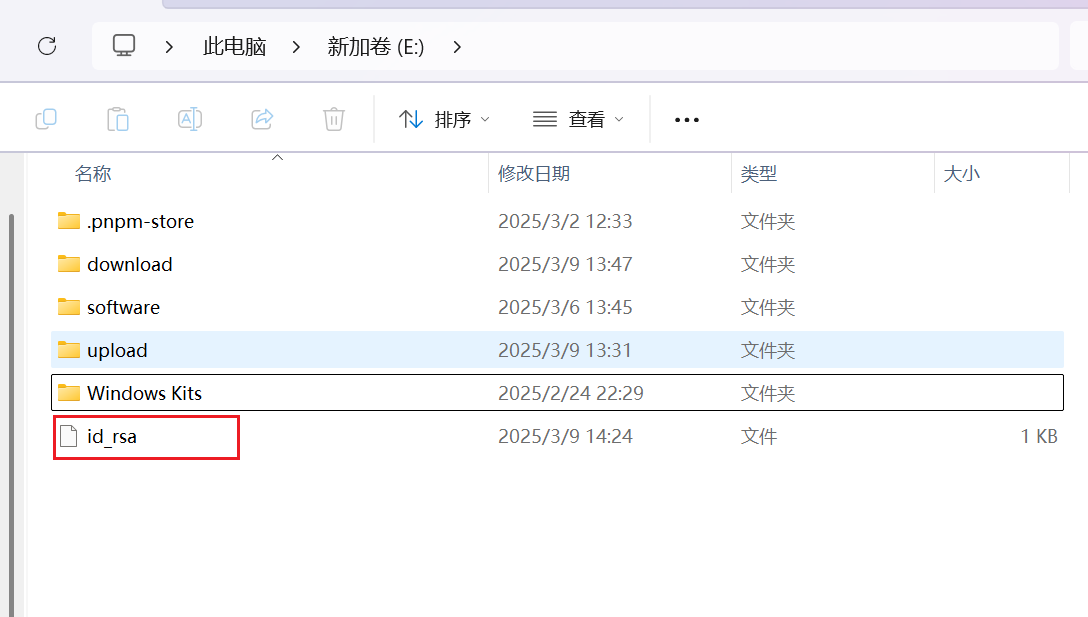 此电脑 新加卷 (E:)
排序 查看
名称 修改日期 类型 大小
.pnpm-store 2025/3/2 12:33 文件夹
download 2025/3/9 13:47 文件夹
software 2025/3/6 13:45 文件夹
upload 2025/3/9 13:31 文件夹
Windows Kits 2025/2/24 22:29 文件夹
id_rsa 2025/3/9 14:24 文件 1 KB